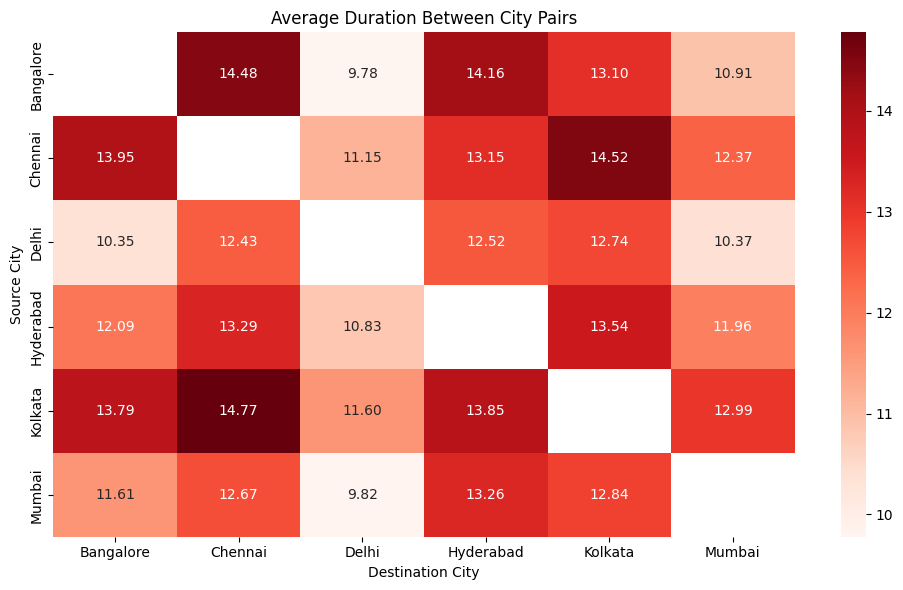 Average Duration Between City Pairs
Source City
Bangalore
14.48 9.78 14.16 13.10 10.91
Chennai
13.95 11.15 13.15 14.52 12.37
Delhi
10.35 12.43 12.52 12.74 10.37
Hyderabad
12.09 13.29 10.83 13.54 11.96
Kolkata
13.79 14.77 11.60 13.85 12.99
Mumbai
11.61 12.67 9.82 13.26 12.84
Bangalore Chennai Delhi Hyderabad Kolkata Mumbai
Destination City
14
13
12
11
10